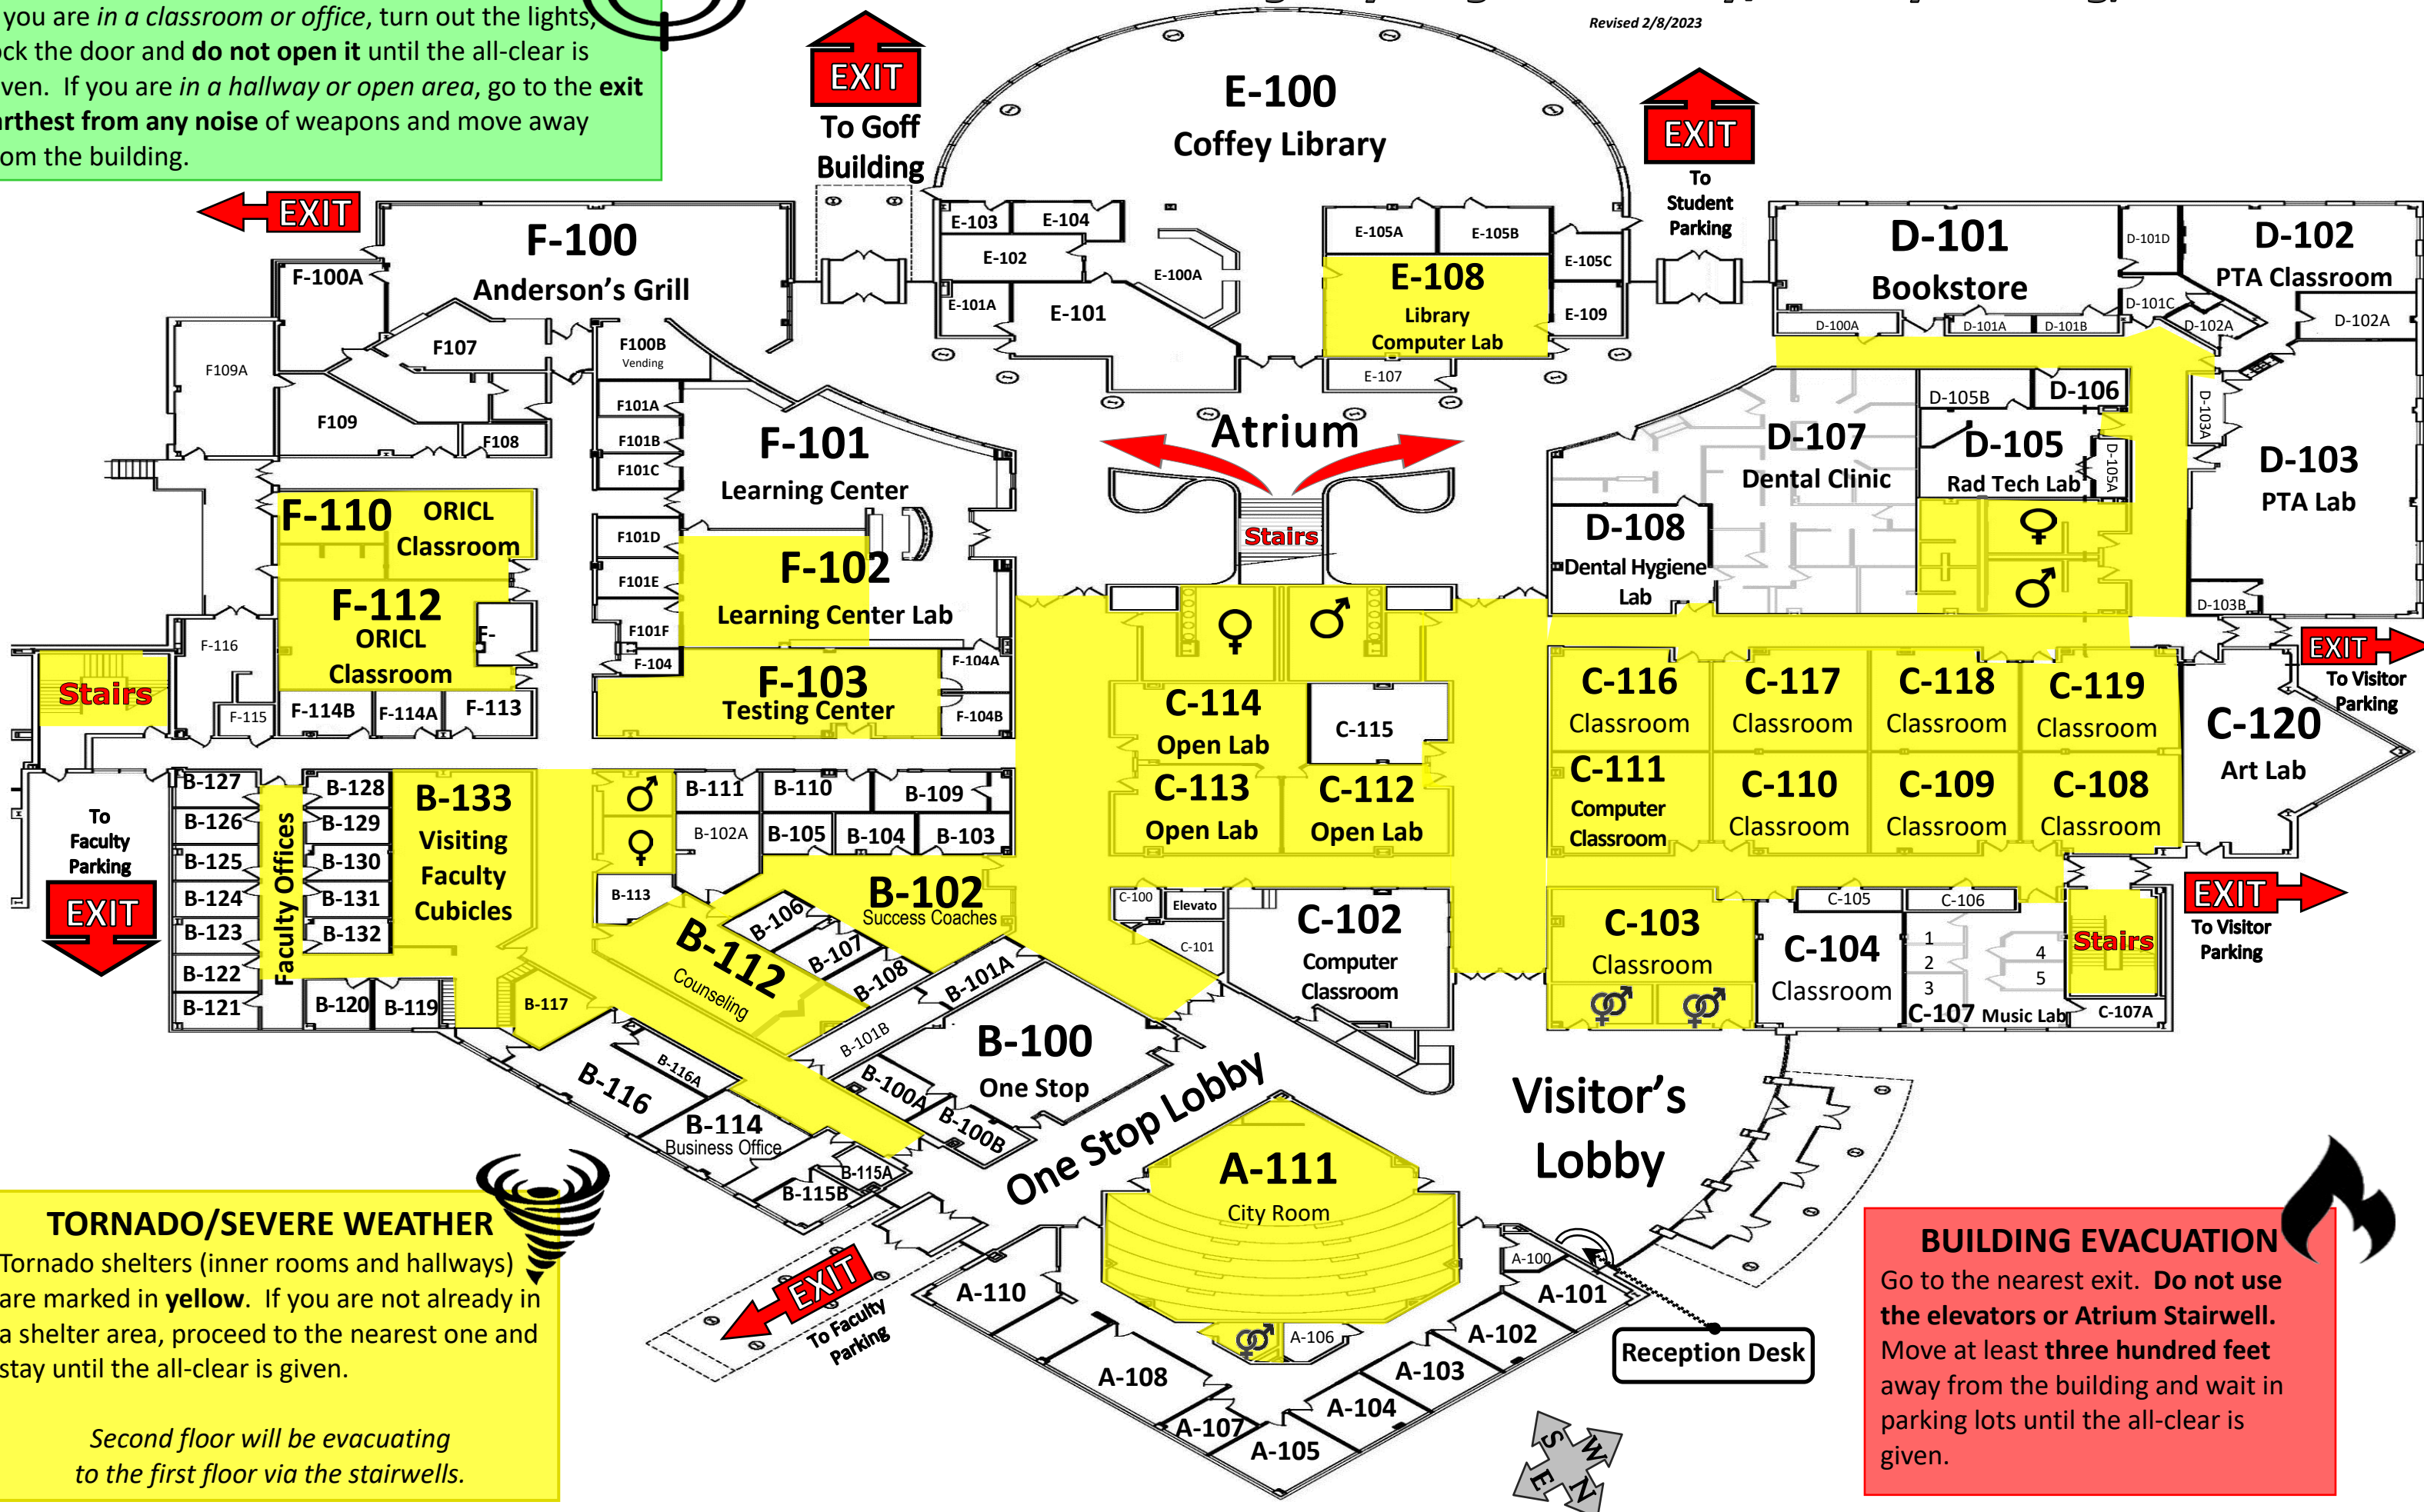 you are in a classroom or office, turn out the lights,
ock the door and do not open it until the all-clear is
ven. If you are in a hallway or open area, go to the exit
arthest from any noise of weapons and move away
om the building.
Revised 2/8/2023
EXIT
To Goff
Building
E-100
Coffey Library
EXIT
To
Student
Parking
EXIT
F-100
Anderson's Grill
F-100A
F107
F100B
Vending
F109A
F109
F108
E-103
E-104
E-102
E-101A
E-101
E-100A
E-105A
E-105B
E-105C
E-108
Library
Computer Lab
E-109
E-107
D-101
Bookstore
D-101D
D-102
PTA Classroom
D-101C
D-102A
D-102A
D-100A
D-101A
D-101B
F101A
F101B
F101C
F101D
F101E
F101F
F-101
Learning Center
F-102
Learning Center Lab
F-104
F-103
Testing Center
F-104A
F-104B
Atrium
Stairs
D-107
Dental Clinic
D-108
Dental Hygiene
Lab
D-105B
D-106
D-105
Rad Tech Lab
D-105A
D-103A
D-103
PTA Lab
D-103B
F-110
ORICL
Classroom
F-112
ORICL
Classroom
F-
F-116
F-115
F-114B
F-114A
F-113
Stairs
EXIT
To Visitor
Parking
C-114
Open Lab
C-115
C-113
Open Lab
C-112
Open Lab
C-116
Classroom
C-117
Classroom
C-118
Classroom
C-119
Classroom
C-111
Computer
Classroom
C-110
Classroom
C-109
Classroom
C-108
Classroom
C-120
Art Lab
To
Faculty
Parking
EXIT
B-127
B-126
B-125
B-124
B-123
B-122
B-121
Faculty Offices
B-128
B-129
B-130
B-131
B-132
B-120
B-119
B-133
Visiting
Faculty
Cubicles
B-117
B-111
B-110
B-109
B-102A
B-105
B-104
B-103
B-113
B-102
Success Coaches
B-106
B-107
B-108
B-112
Counseling
B-101A
B-101B
B-100
One Stop
B-100A
B-100B
B-116
B-116A
B-114
Business Office
B-115A
B-115B
C-100
Elevato
C-101
C-102
Computer
Classroom
C-103
Classroom
C-105
C-104
Classroom
C-106
1
2
3
4
5
C-107 Music Lab
C-107A
Stairs
EXIT
To Visitor
Parking
One Stop Lobby
Visitor's
Lobby
EXIT
To Faculty
Parking
A-111
City Room
A-110
A-108
A-107
A-105
A-104
A-103
A-102
A-101
A-100
A-106
Reception Desk
S
W
E
N
TORNADO/SEVERE WEATHER
Tornado shelters (inner rooms and hallways)
are marked in yellow. If you are not already in
a shelter area, proceed to the nearest one and
stay until the all-clear is given.
Second floor will be evacuating
to the first floor via the stairwells.
BUILDING EVACUATION
Go to the nearest exit. Do not use
the elevators or Atrium Stairwell.
Move at least three hundred feet
away from the building and wait in
parking lots until the all-clear is
given.